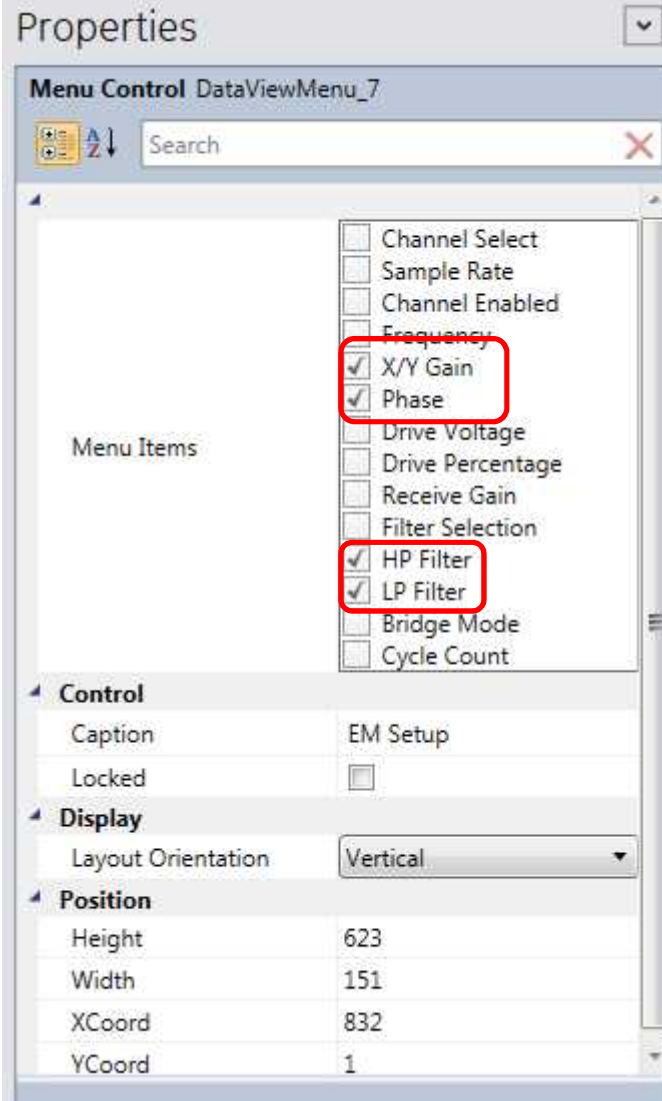 Properties
Menu Control DataViewMenu_7
A
Z
Search
Menu Items
Channel Select
Sample Rate
Channel Enabled
Frequency
X/Y Gain
Phase
Drive Voltage
Drive Percentage
Receive Gain
Filter Selection
HP Filter
LP Filter
Bridge Mode
Cycle Count
Control
Caption EM Setup
Locked
Display
Layout Orientation Vertical
Position
Height 623
Width 151
XCoord 832
YCoord 1